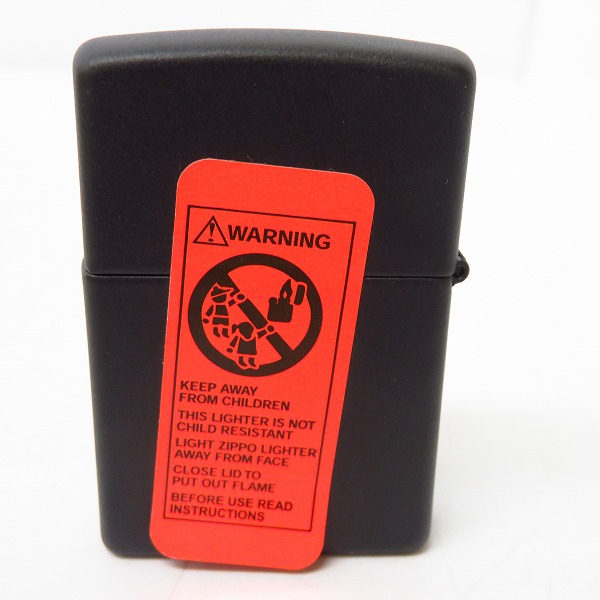 WARNING
KEEP AWAY
FROM CHILDREN
THIS LIGHTER IS NOT
CHILD RESISTANT
LIGHT ZIPPO LIGHTER
AWAY FROM FACE
CLOSE LID TO
PUT OUT FLAME
BEFORE USE READ
INSTRUCTIONS